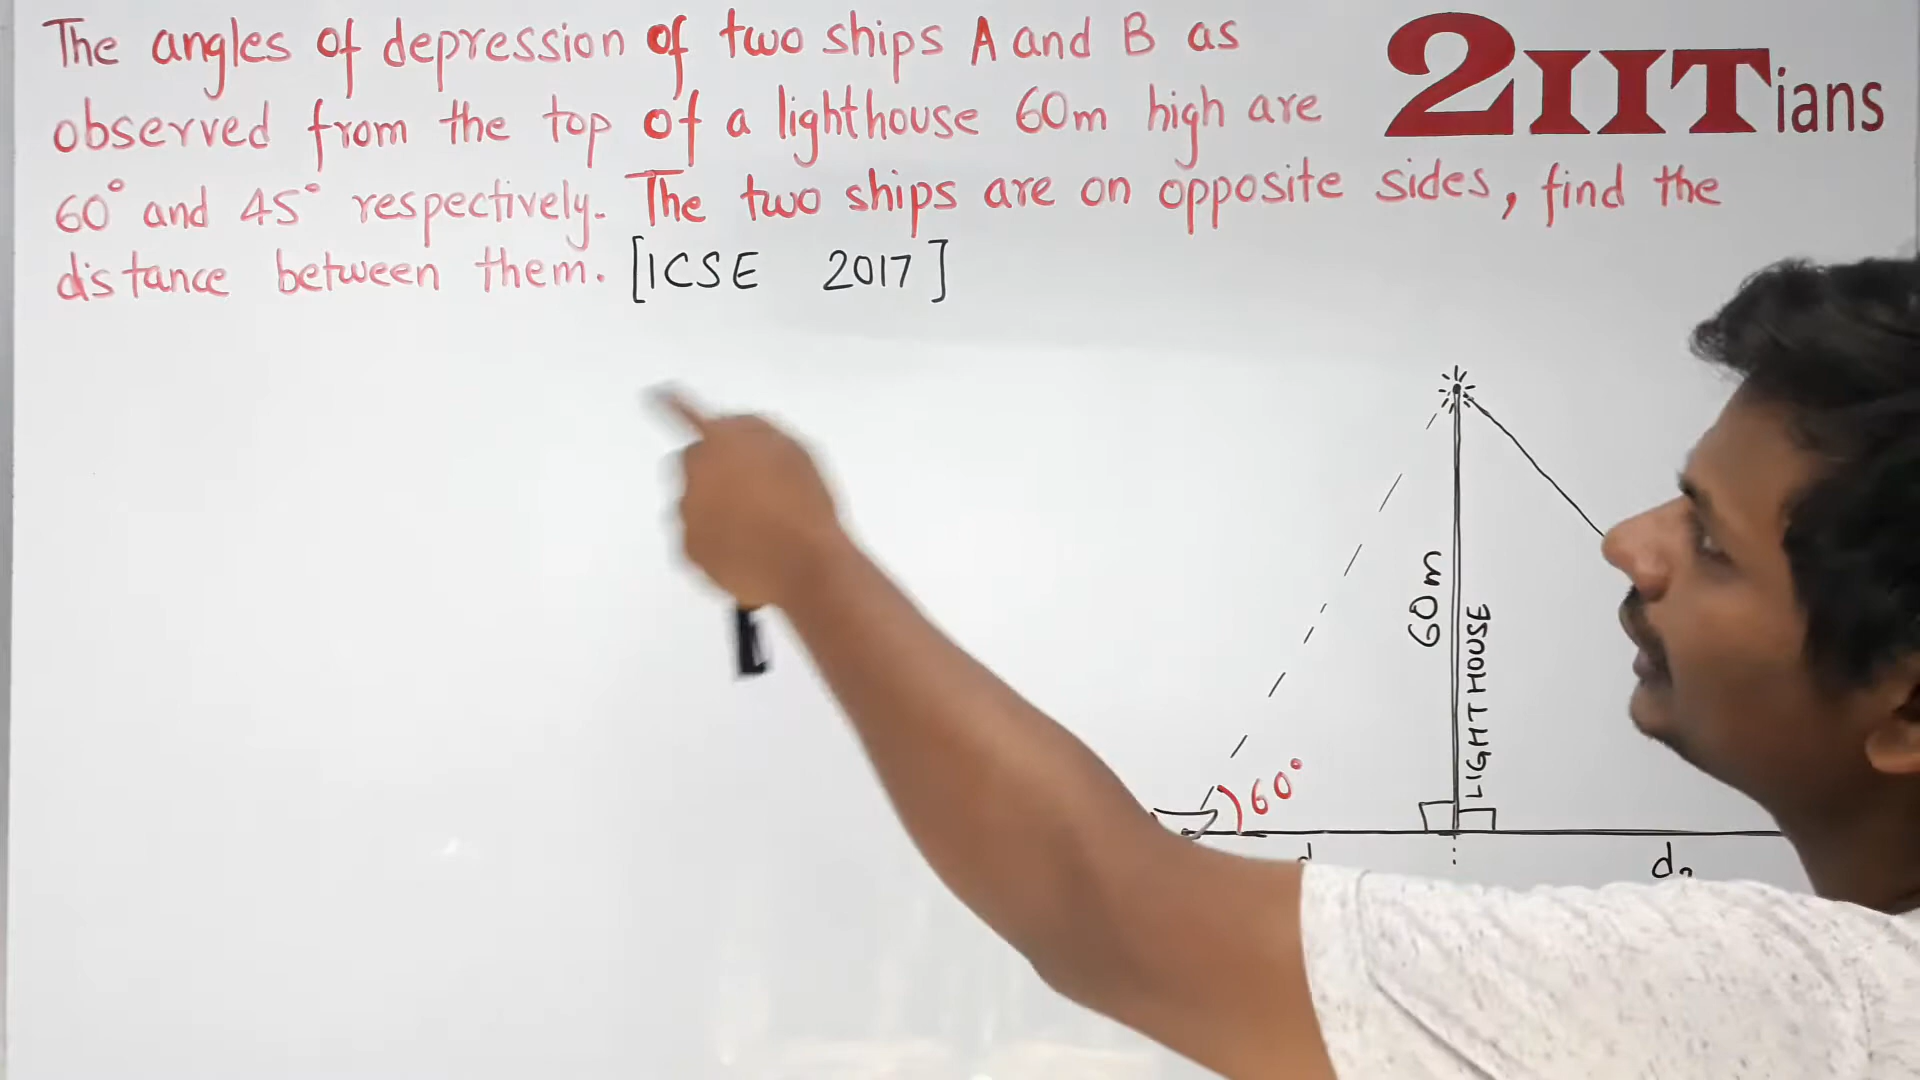 The angles of depression of two ships A and B as
observed from the top of a lighthouse 60m high are
60° and 45° respectively. The two ships are on opposite sides, find the
distance between them. [ICSE 2017]
2IITians
60m
LIGHTHOUSE
60°
d
d₂